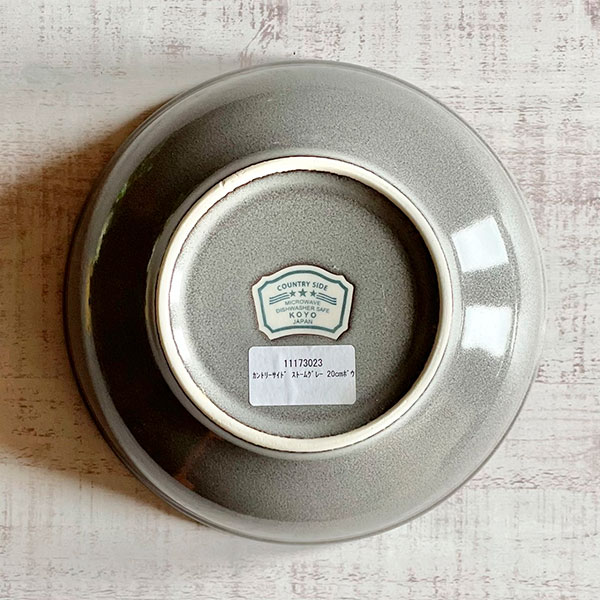 COUNTRY SIDE
★★★
MICROWAVE
DISHWASHER SAFE
KOYO
JAPAN
11173023
ｶﾝﾄﾘｰｻｲﾄﾞ ｽﾄｰﾑｸﾞﾚｰ 20cmﾎﾞｳ